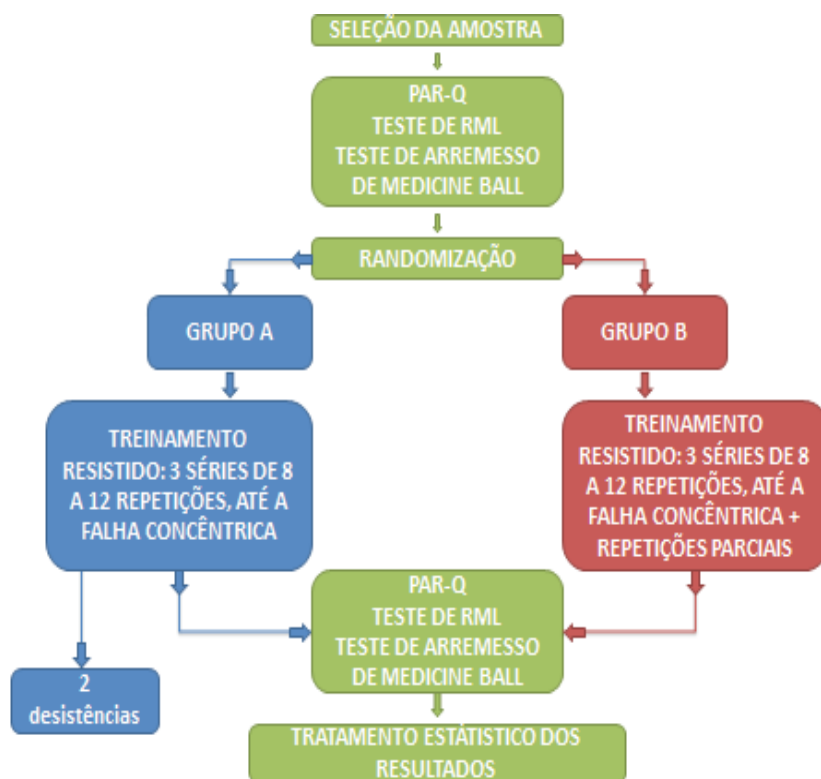 SELEÇÃO DA AMOSTRA
PAR-Q
TESTE DE RML
TESTE DE ARREMESSO
DE MEDICINE BALL
RANDOMIZAÇÃO
GRUPO A
GRUPO B
TREINAMENTO
RESISTIDO: 3 SÉRIES DE 8
A 12 REPETIÇÕES, ATÉ A
FALHA CONCÊNTRICA
TREINAMENTO
RESISTIDO: 3 SÉRIES DE 8
A 12 REPETIÇÕES, ATÉ A
FALHA CONCÊNTRICA +
REPETIÇÕES PARCIAIS
PAR-Q
TESTE DE RML
TESTE DE ARREMESSO
DE MEDICINE BALL
2
desistências
TRATAMENTO ESTÁTISTICO DOS
RESULTADOS